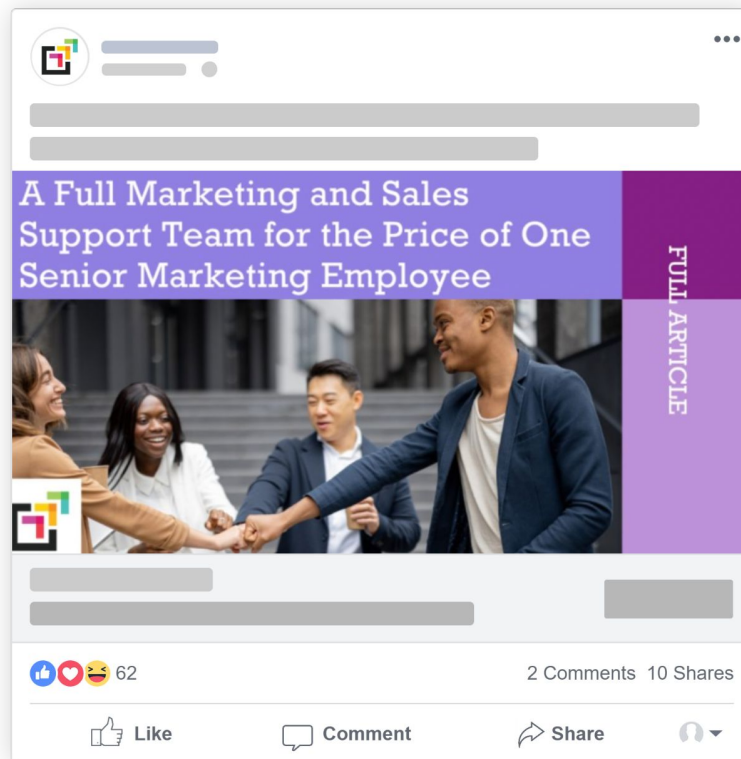 A Full Marketing and Sales
Support Team for the Price of One
Senior Marketing Employee
FULL ARTICLE
62
2 Comments 10 Shares
Like
Comment
Share